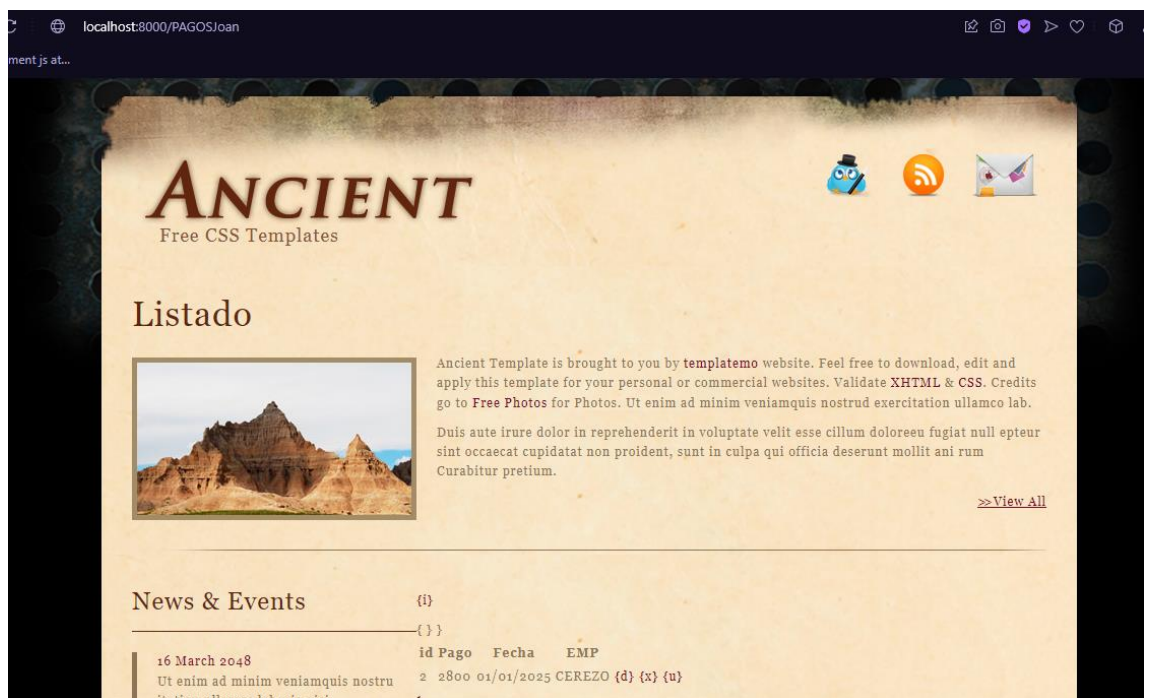 localhost:8000/PAGOSJoan
ment js at...
ANCIENT
Free CSS Templates
Listado
Ancient Template is brought to you by templatemo website. Feel free to download, edit and
apply this template for your personal or commercial websites. Validate XHTML & CSS. Credits
go to Free Photos for Photos. Ut enim ad minim veniamquis nostrud exercitation ullamco lab.
Duis aute irure dolor in reprehenderit in voluptate velit esse cillum doloreeu fugiat null epteur
sint occaecat cupidatat non proident, sunt in culpa qui officia deserunt mollit ani rum
Curabitur pretium.
>>View All
News & Events
16 March 2048
Ut enim ad minim veniamquis nostru
{i}
{ } }
id Pago Fecha EMP
2 2800 01/01/2025 CEREZO {d} {x} {u}